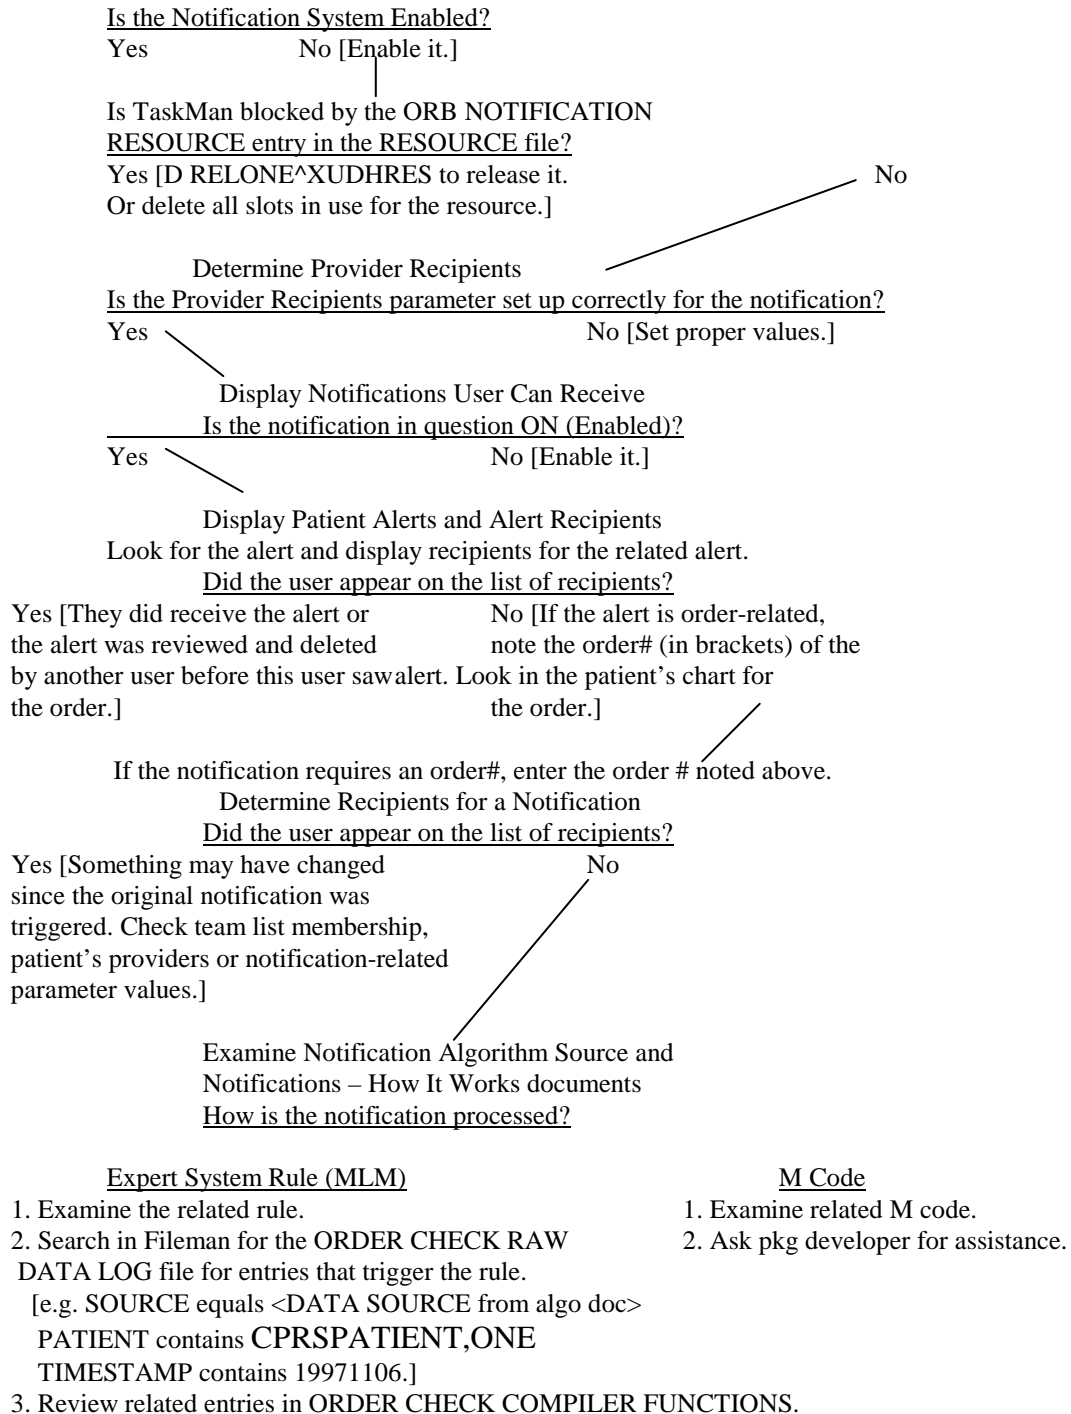 Is the Notification System Enabled?
Yes No [Enable it.]
Is TaskMan blocked by the ORB NOTIFICATION
RESOURCE entry in the RESOURCE file?
Yes [D RELONE^XUDHRES to release it. No
Or delete all slots in use for the resource.]
Determine Provider Recipients
Is the Provider Recipients parameter set up correctly for the notification?
Yes No [Set proper values.]
Display Notifications User Can Receive
Is the notification in question ON (Enabled)?
Yes No [Enable it.]
Display Patient Alerts and Alert Recipients
Look for the alert and display recipients for the related alert.
Did the user appear on the list of recipients?
Yes [They did receive the alert or No [If the alert is order-related,
the alert was reviewed and deleted note the order# (in brackets) of the
by another user before this user saw alert. Look in the patient’s chart for
the order.] the order.]
If the notification requires an order#, enter the order # noted above.
Determine Recipients for a Notification
Did the user appear on the list of recipients?
Yes [Something may have changed No
since the original notification was
triggered. Check team list membership,
patient’s providers or notification-related
parameter values.]
Examine Notification Algorithm Source and
Notifications – How It Works documents
How is the notification processed?
Expert System Rule (MLM) M Code
1. Examine the related rule. 1. Examine related M code.
2. Search in Fileman for the ORDER CHECK RAW 2. Ask pkg developer for assistance.
DATA LOG file for entries that trigger the rule.
[e.g. SOURCE equals <DATA SOURCE from algo doc>
PATIENT contains CPRSPATIENT,ONE
TIMESTAMP contains 19971106.]
3. Review related entries in ORDER CHECK COMPILER FUNCTIONS.